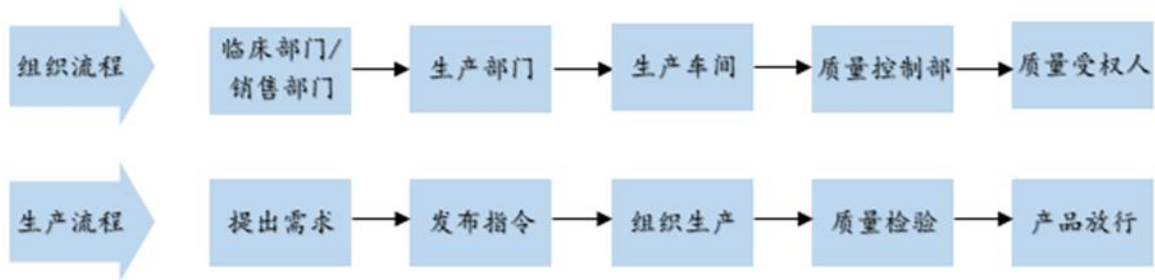 组织流程
临床部门/
销售部门
生产部门
生产车间
质量控制部
质量受权人
生产流程
提出需求
发布指令
组织生产
质量检验
产品放行